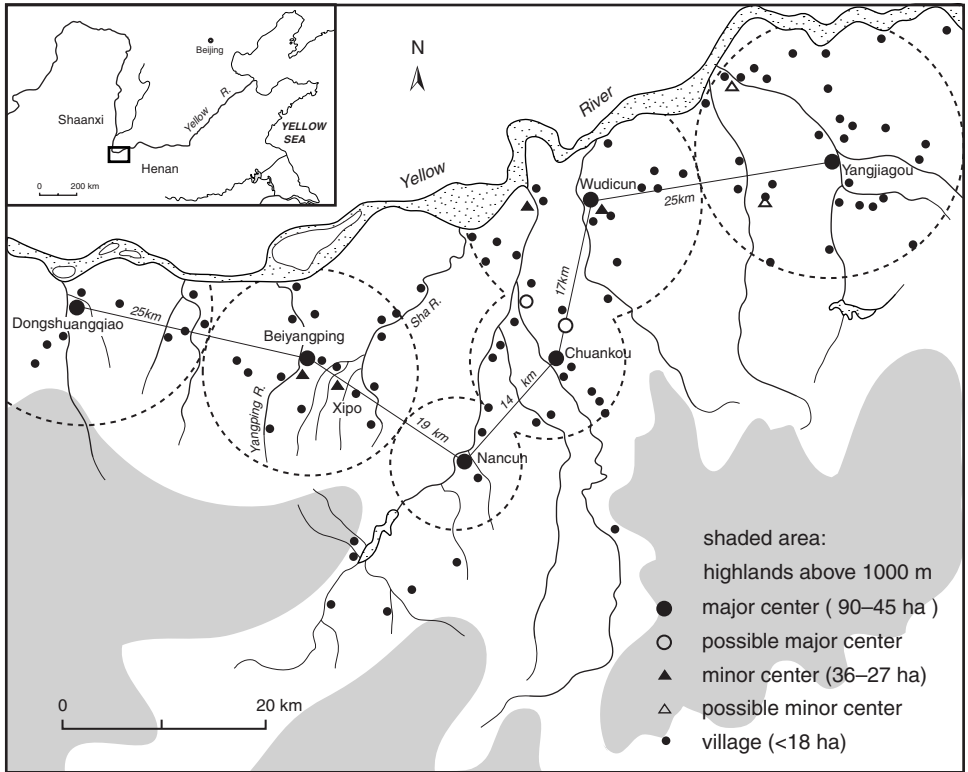 Beijing
Shaanxi
Yellow R.
YELLOW
SEA
Henan
0 200 km
N
Yellow River
Wudicun
Yangjiagou
25km
17km
Dongshuangqiao
25km
Beiyangping
Sha R.
Chuankou
14 km
Xipo
Yangping R.
19 km
Nancun
shaded area:
highlands above 1000 m
major center ( 90–45 ha )
possible major center
minor center (36–27 ha)
possible minor center
village (<18 ha)
0 20 km